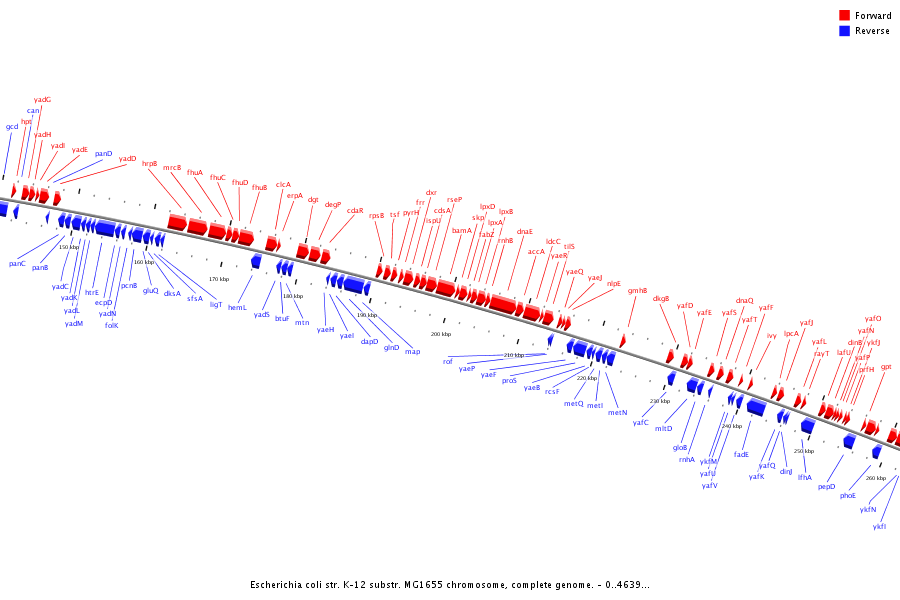 Forward
Reverse
yadG
can
gcd
hpt
yadH
yadI
yadE
panD
yadD
hrpB
mrcB
fhuA
fhuC
fhuD
fhuB
clcA
erpA
dgt
degP
cdaR
rpsB
tsf
pyrH
frr
ispU
dxr
cdsA
rseP
bamA
skp
lpxD
fabZ
lpxA
lpxB
rnhB
dnaE
accA
ldcC
yaeR
tilS
yaeQ
yaeJ
nlpE
gmhB
dkgB
yafD
yafE
yafS
dnaQ
yafT
yafF
ivy
lpcA
yafJ
yafL
rayT
lafU
dinB
yafN
yafO
yafP
ykfJ
prfH
gpt
150 kbp
160 kbp
170 kbp
180 kbp
190 kbp
200 kbp
210 kbp
220 kbp
230 kbp
240 kbp
250 kbp
260 kbp
panC
panB
yadC
yadK
yadL
yadM
htrE
ecpD
yadN
folK
pcnB
gluQ
dksA
sfsA
ligT
hemL
yadS
btuF
mtn
yaeH
yaeI
dapD
glnD
map
rof
yaeP
yaeF
proS
yaeB
rcsF
metQ
metI
metN
yafC
mltD
gloB
rnhA
ykfM
yafU
yafV
fadE
yafK
yafQ
dinJ
lfhA
pepD
phoE
ykfN
ykfI
Escherichia coli str. K-12 substr. MG1655 chromosome, complete genome. - 0..4639...